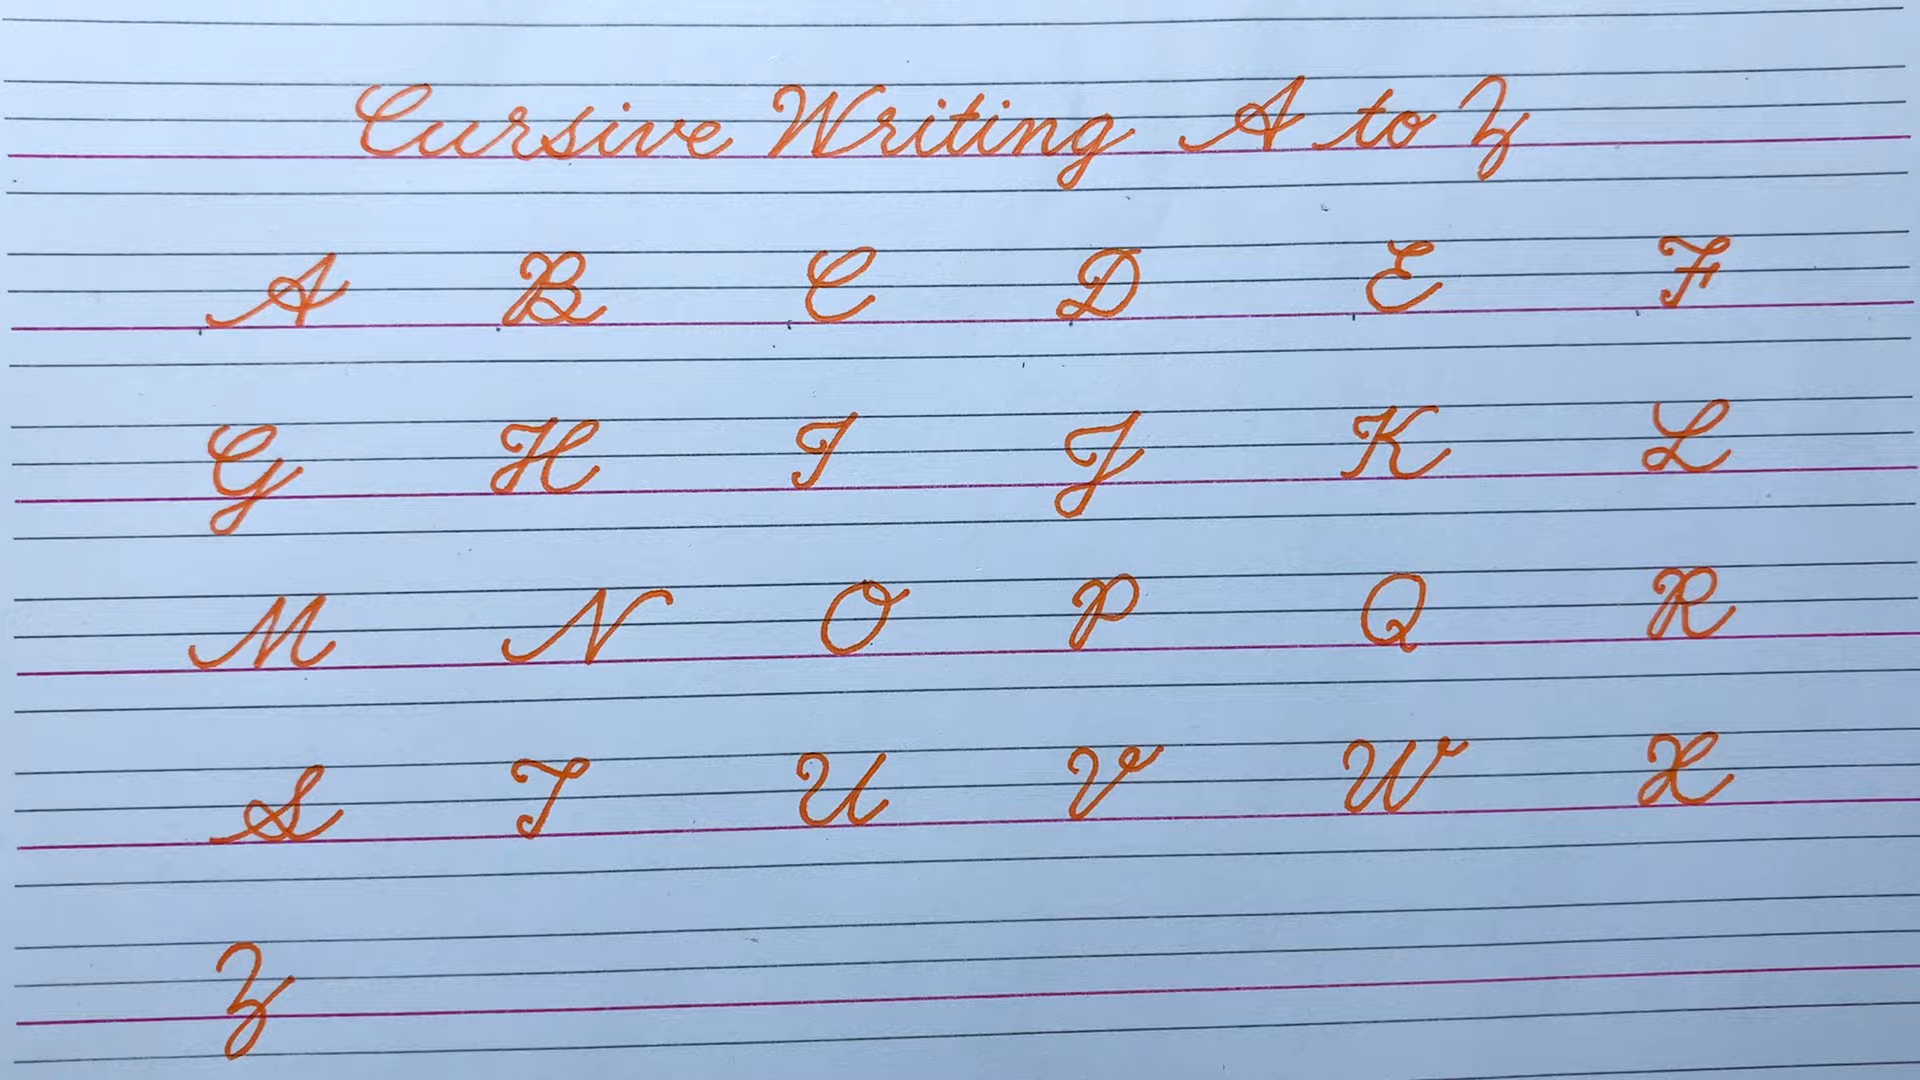 Cursive Writing A to Z
A B C D E F
G H I J K L
M N O P Q R
S T U V W X
Z